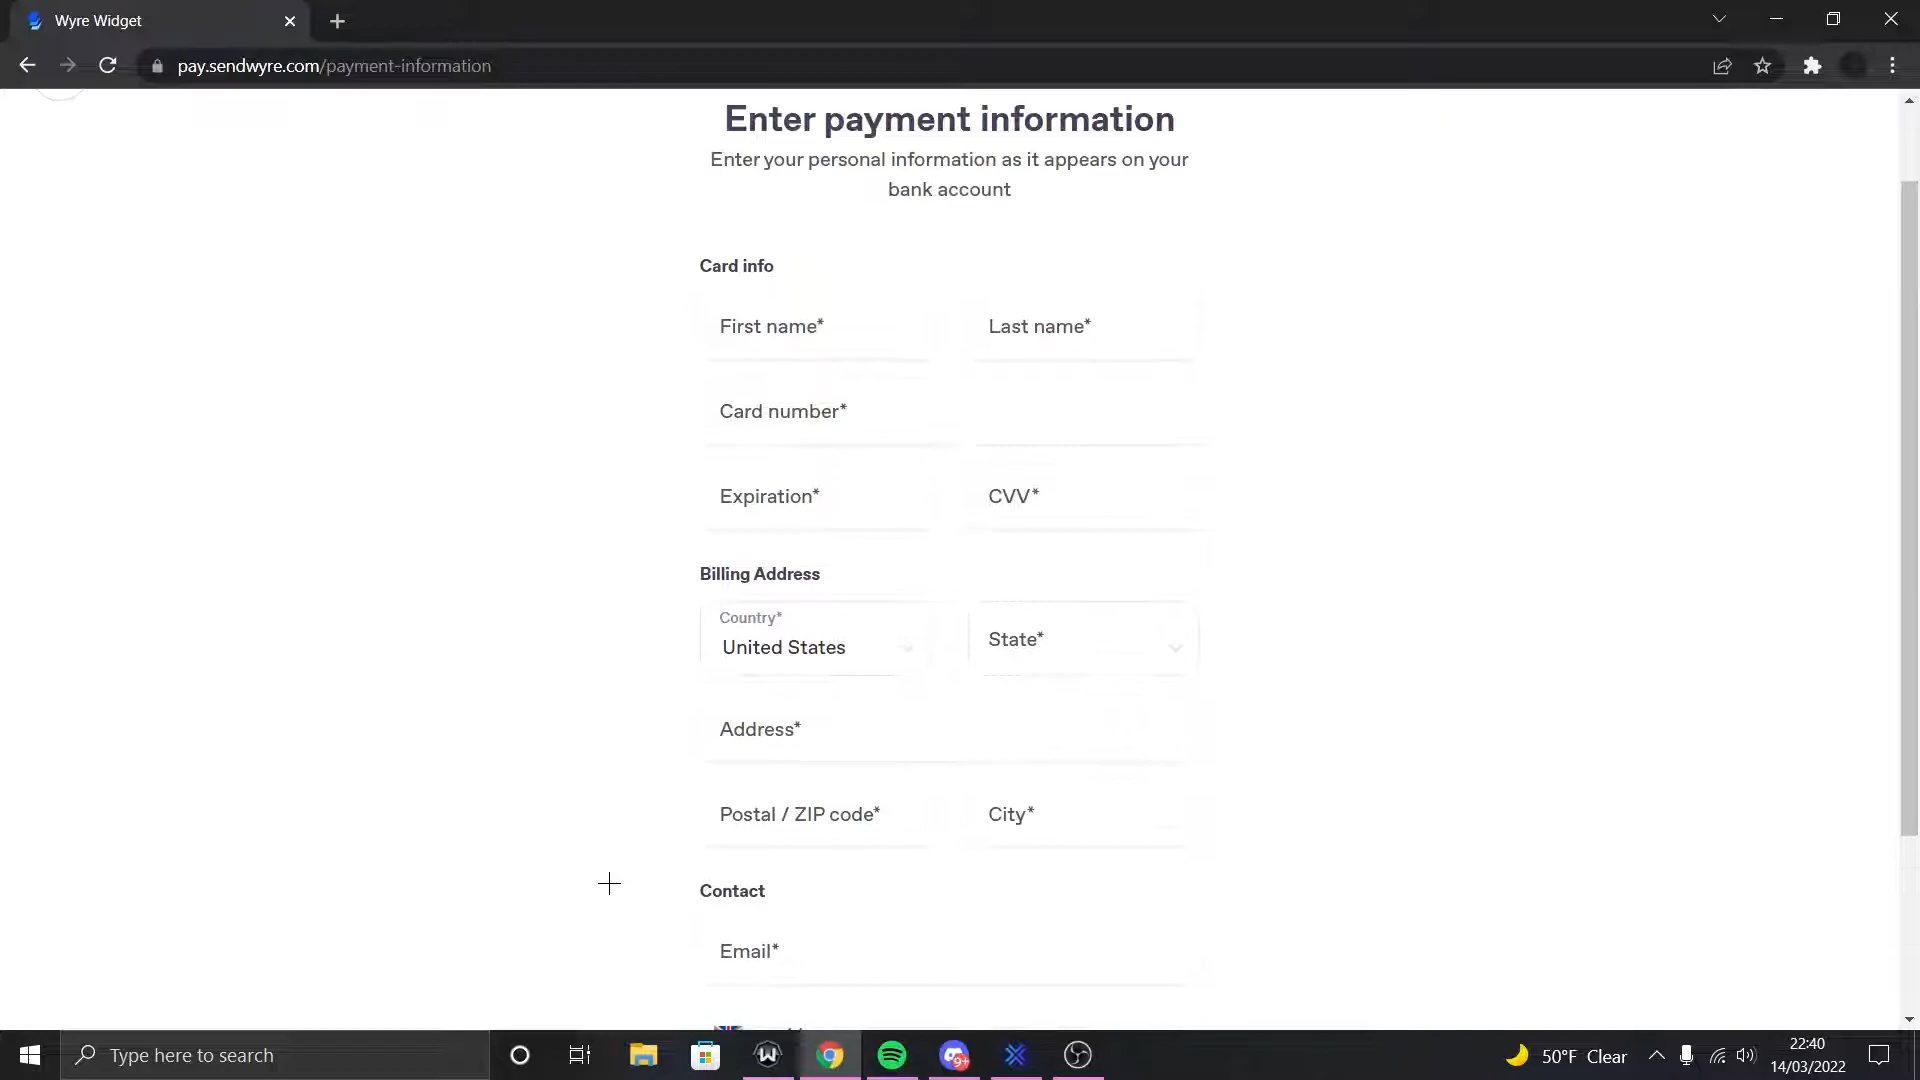 Wyre Widget
pay.sendwyre.com/payment-information
Enter payment information
Enter your personal information as it appears on your
bank account
Card info
First name* Last name*
Card number*
Expiration* CVV*
Billing Address
Country*
United States State*
Address*
Postal / ZIP code* City*
Contact
Email*
Type here to search
9+
50°F Clear
22:40
14/03/2022